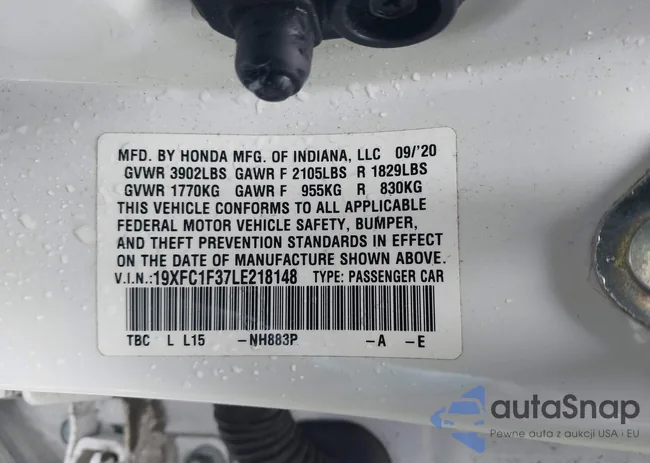 MFD. BY HONDA MFG. OF INDIANA, LLC 09/'20
GVWR 3902LBS GAWR F 2105LBS R 1829LBS
GVWR 1770KG GAWR F 955KG R 830KG
THIS VEHICLE CONFORMS TO ALL APPLICABLE
FEDERAL MOTOR VEHICLE SAFETY, BUMPER,
AND THEFT PREVENTION STANDARDS IN EFFECT
ON THE DATE OF MANUFACTURE SHOWN ABOVE.
V.I.N.:19XFC1F37LE218148 TYPE: PASSENGER CAR
TBC L L15 -NH883P -A -E
autaSnap
Pewne auta z aukcji USA i EU